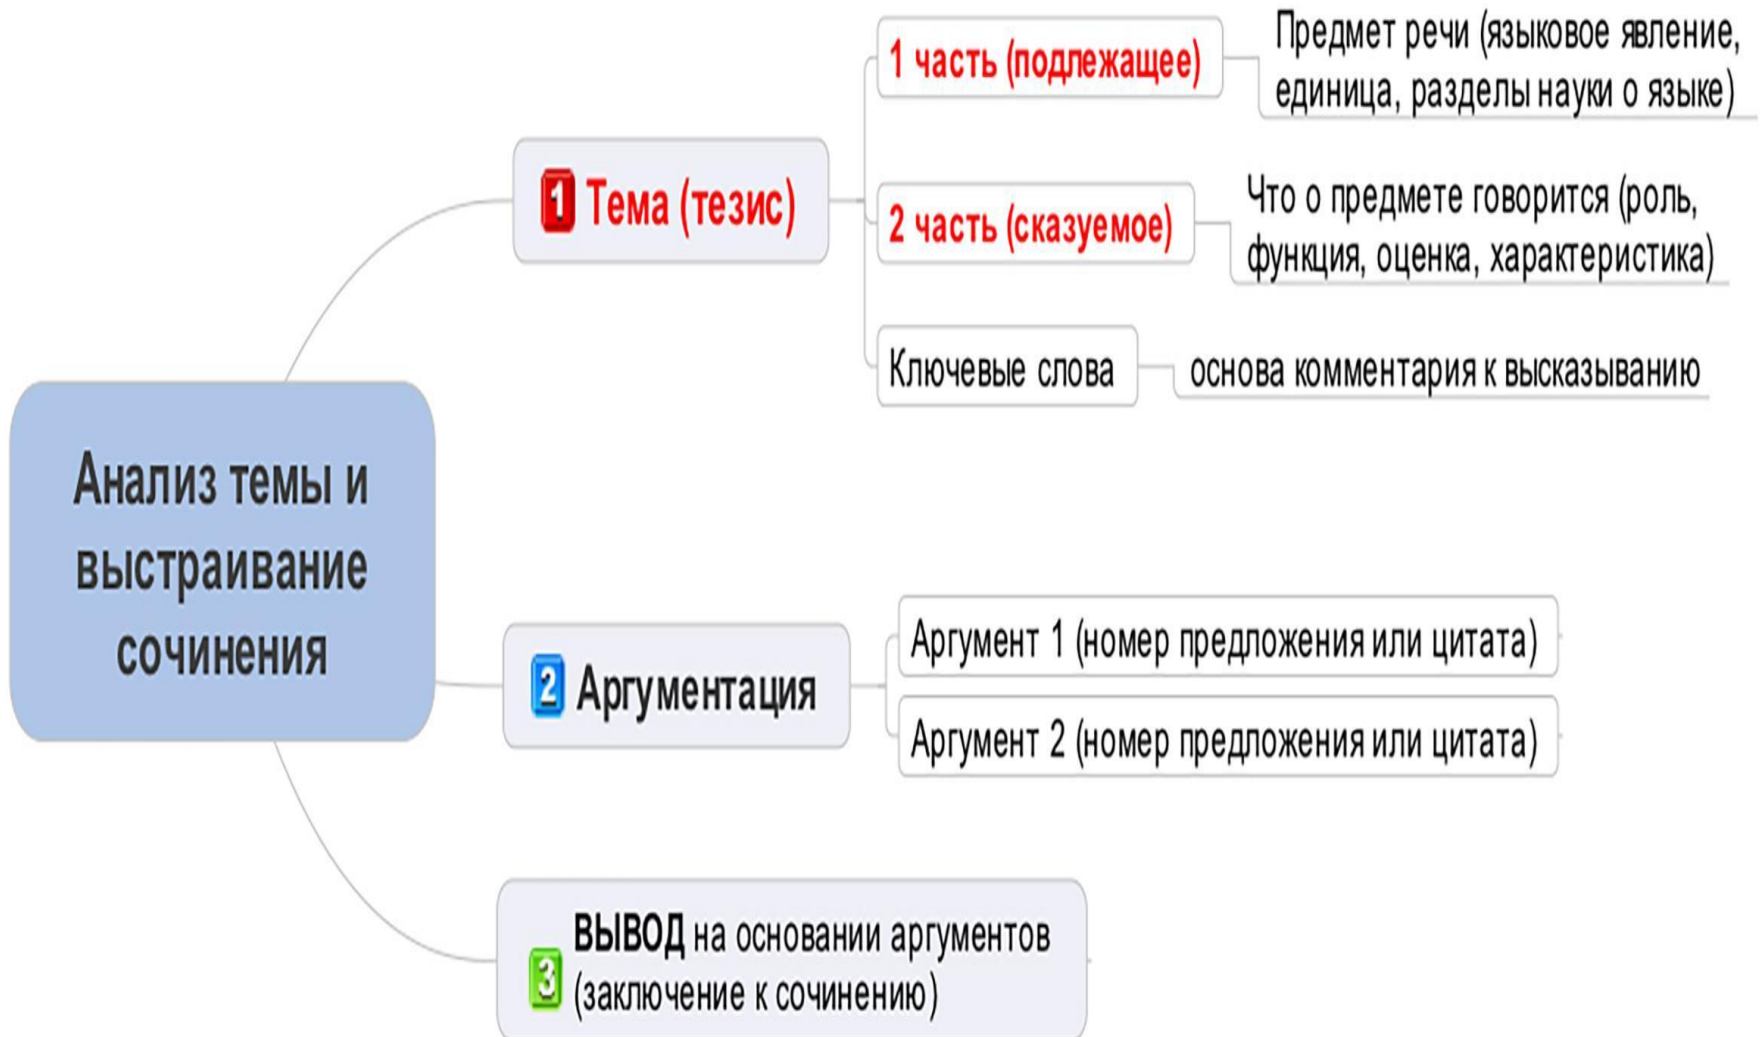 Анализ темы и
выстраивание
сочинения
1 Тема (тезис)
1 часть (подлежащее)
Предмет речи (языковое явление,
единица, разделы науки о языке)
2 часть (сказуемое)
Что о предмете говорится (роль,
функция, оценка, характеристика)
Ключевые слова
основа комментария к высказыванию
2 Аргументация
Аргумент 1 (номер предложения или цитата)
Аргумент 2 (номер предложения или цитата)
3 ВЫВОД на основании аргументов
(заключение к сочинению)